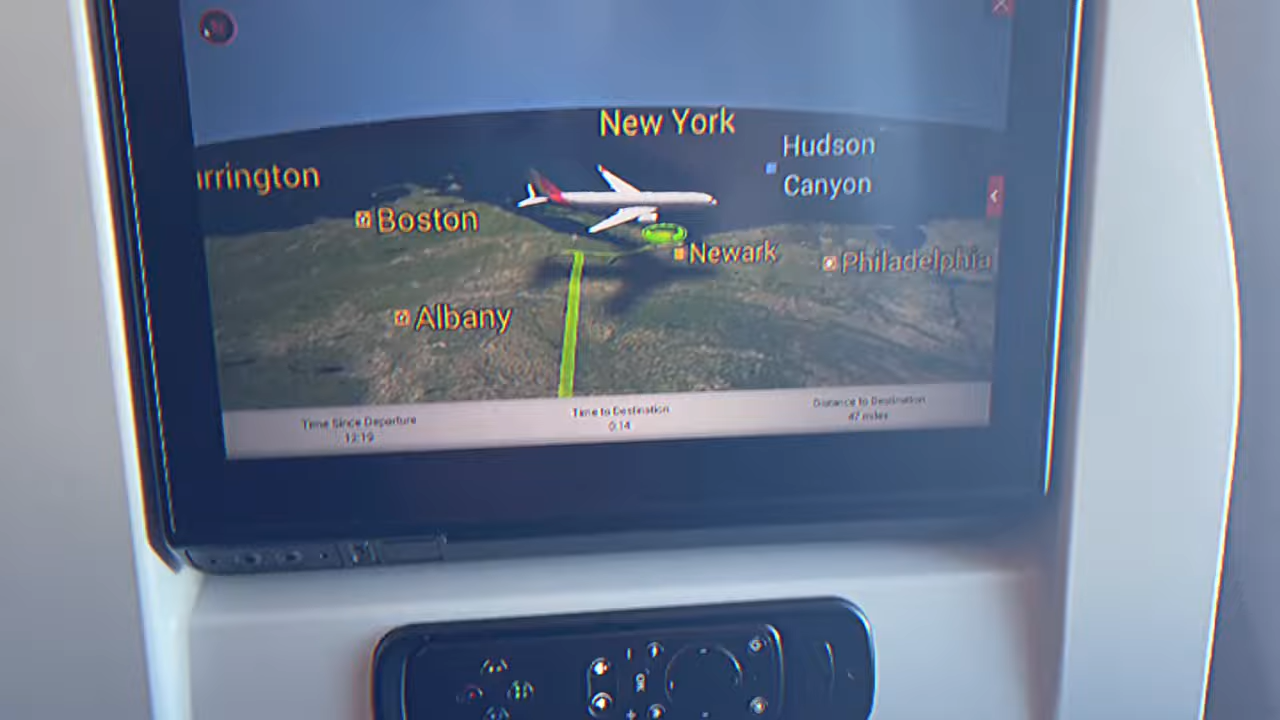 New York
Hudson
Canyon
rrington
Boston
Newark
Philadelphia
Albany
Time Since Departure
12:19
Time to Destination
0:14
Distance to Destination
47 miles
OK